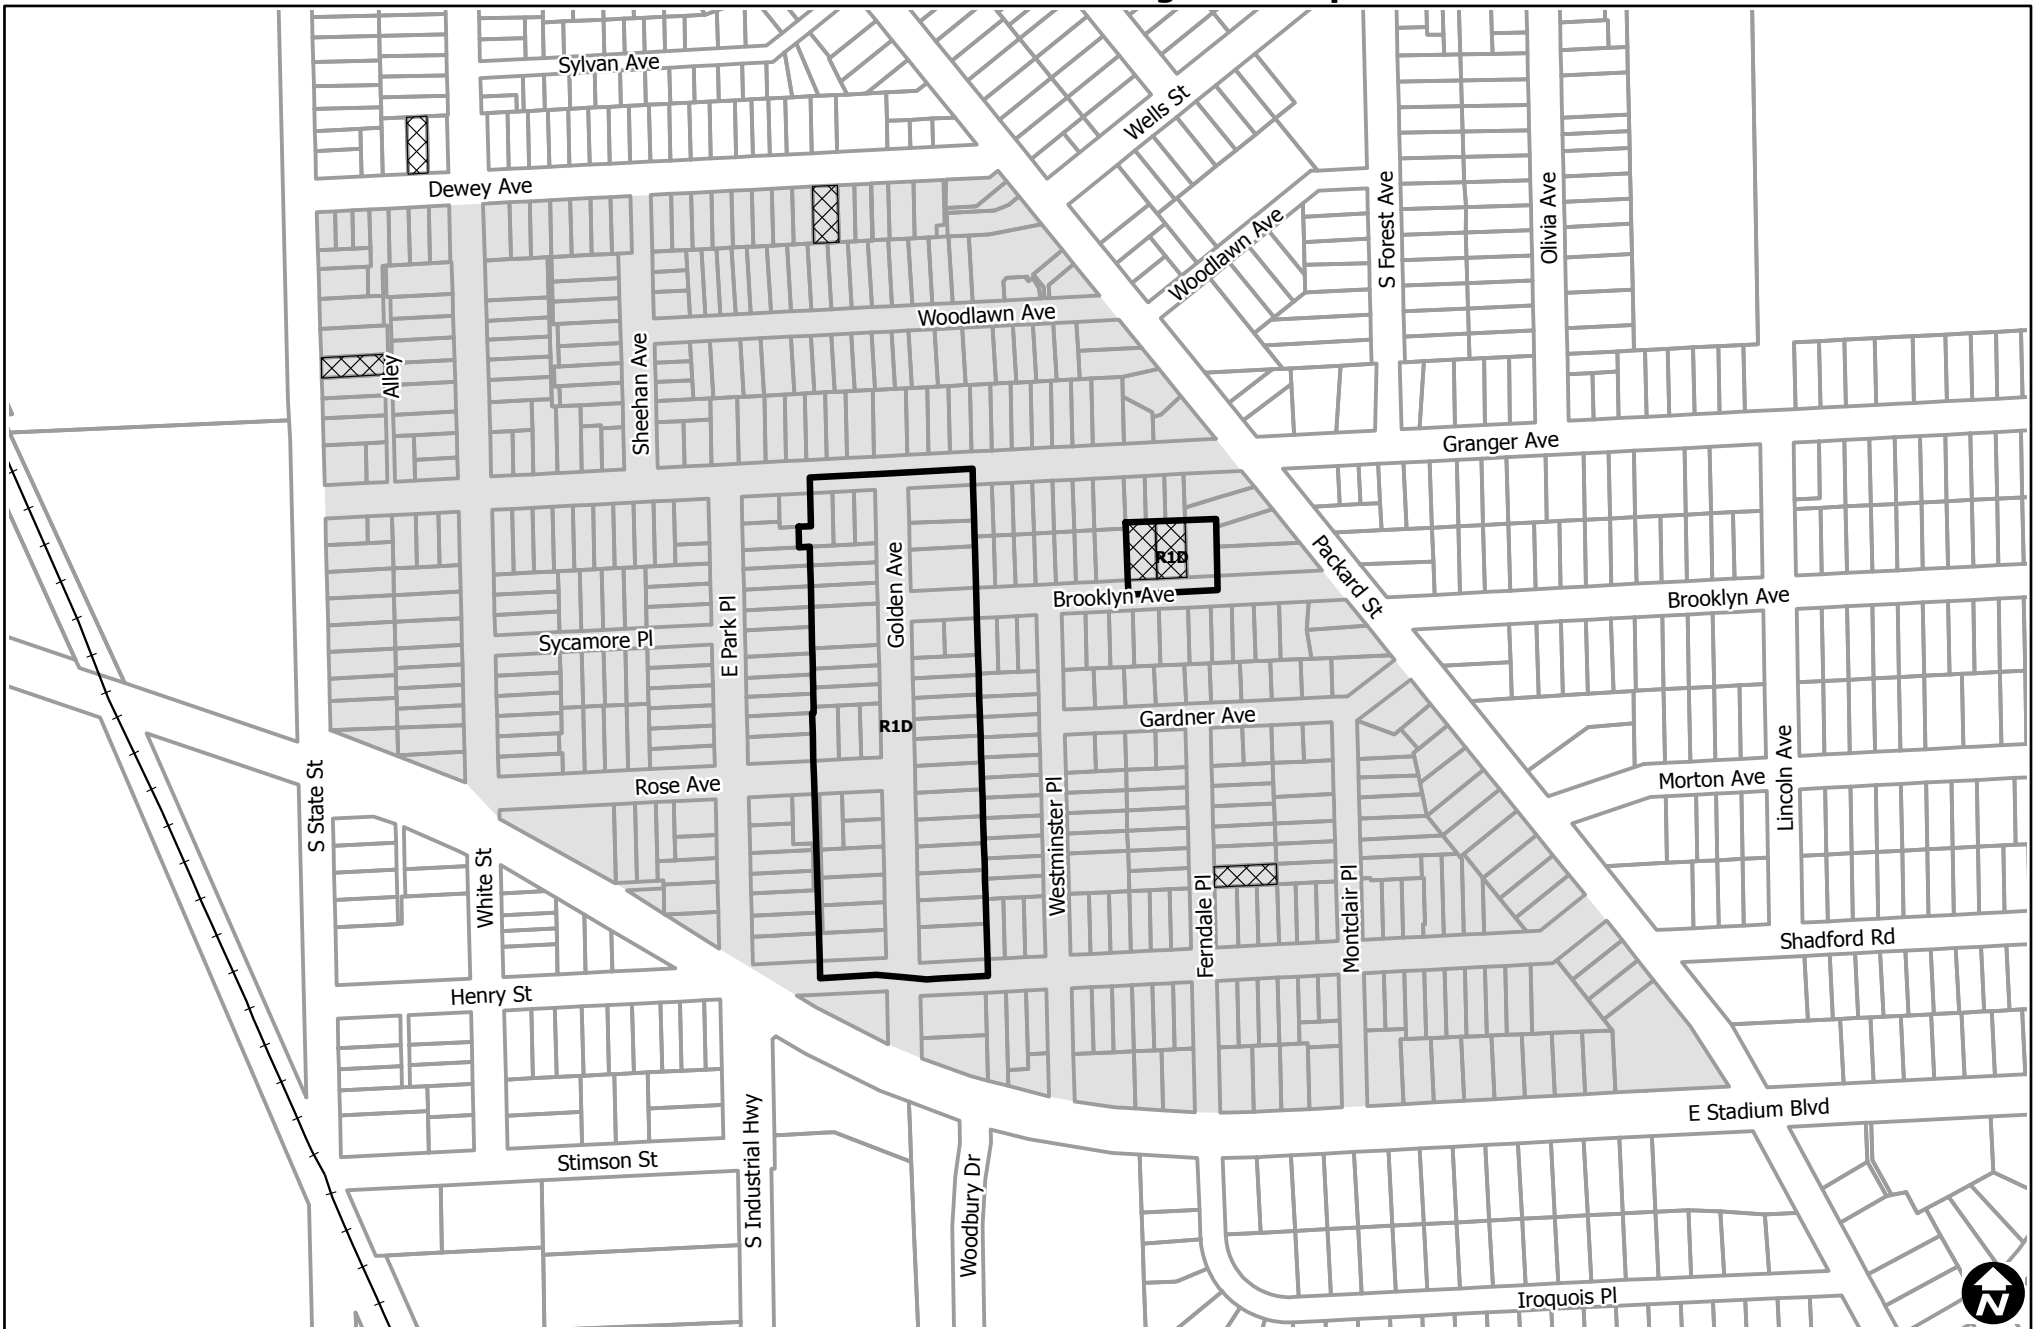 Sylvan Ave
Wells St
Dewey Ave
S Forest Ave
Olivia Ave
Woodlawn Ave
Woodlawn Ave
Alley
Sheehan Ave
Granger Ave
Golden Ave
R1D
Packard St
Brooklyn Ave
Brooklyn Ave
E Park Pl
Sycamore Pl
Gardner Ave
R1D
Rose Ave
Morton Ave
Lincoln Ave
S State St
Westminster Pl
White St
Ferndale Pl
Montclair Pl
Shadford Rd
Henry St
E Stadium Blvd
Stimson St
S Industrial Hwy
Woodbury Dr
Iroquois Pl
N